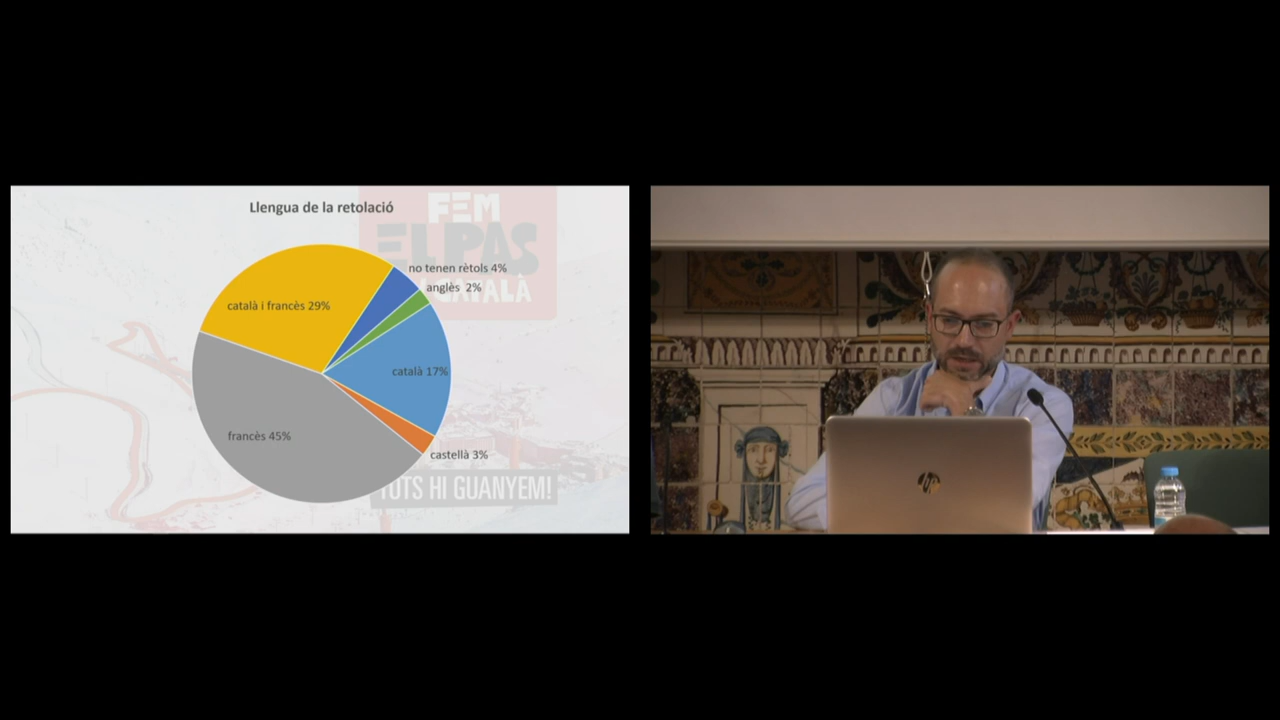 Llengua de la retolació
FEM
EL PAS
CATALÀ
no tenen rètols 4%
anglès 2%
català i francès 29%
català 17%
francès 45%
castellà 3%
TOTS HI GUANYEM!
hp